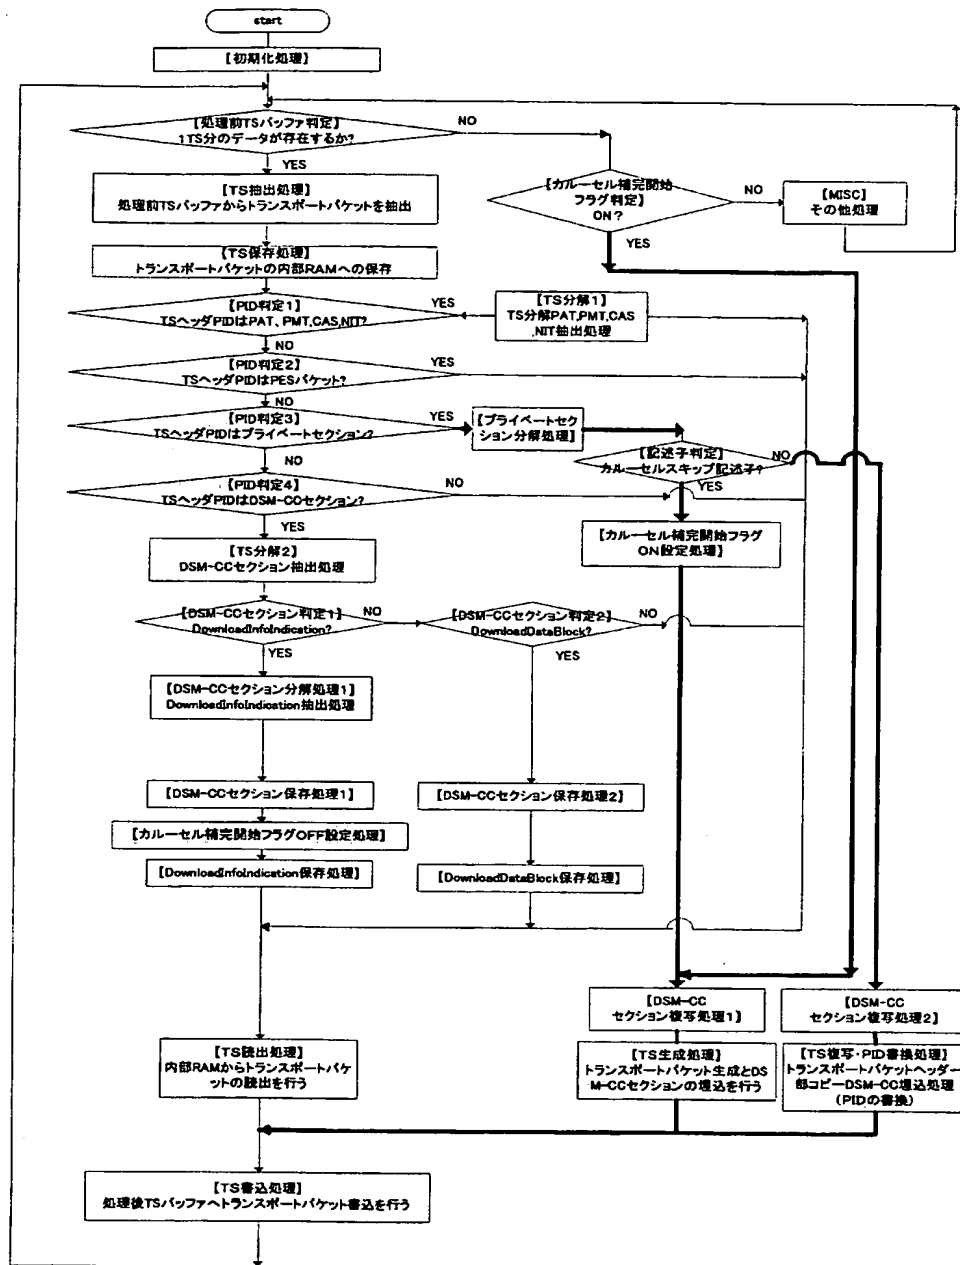 start
【初期化処理】
【処理前TSバッファ判定】
1TS分のデータが存在するか?
NO
YES
【TS抽出処理】
処理前TSバッファからトランスポートパケットを抽出
【カルーセル補完開始
フラグ判定】
ON?
NO
YES
【MISC】
その他処理
【TS保存処理】
トランスポートパケットの内部RAMへの保存
【PID判定1】
TSヘッダPIDはPAT、PMT,CAS,NIT?
YES
NO
【TS分解1】
TS分解PAT,PMT,CAS
,NIT抽出処理
【PID判定2】
TSヘッダPIDはPESパケット?
YES
NO
【PID判定3】
TSヘッダPIDはプライベートセクション?
YES
NO
【プライベートセク
ション分解処理】
【記述子判定】
カルーセルスキップ記述子?
NO
YES
【PID判定4】
TSヘッダPIDはDSM-CCセクション?
NO
YES
【カルーセル補完開始フラグ
ON設定処理】
【TS分解2】
DSM-CCセクション抽出処理
【DSM-CCセクション判定1】
DownloadInfoIndication?
NO
YES
【DSM-CCセクション判定2】
DownloadDataBlock?
NO
YES
【DSM-CCセクション分解処理1】
DownloadInfoIndication抽出処理
【DSM-CCセクション保存処理1】
【DSM-CCセクション保存処理2】
【カルーセル補完開始フラグOFF設定処理】
【DownloadInfoIndication保存処理】
【DownloadDataBlock保存処理】
【DSM-CC
セクション複写処理1】
【DSM-CC
セクション複写処理2】
【TS読出処理】
内部RAMからトランスポートパケ
ットの読出を行う
【TS生成処理】
トランスポートパケット生成とDS
M-CCセクションの埋込を行う
【TS複写・PID書換処理】
トランスポートパケットヘッダー
部コピーDSM-CC埋込処理
(PIDの書換)
【TS書込処理】
処理後TSバッファへトランスポートパケット書込を行う